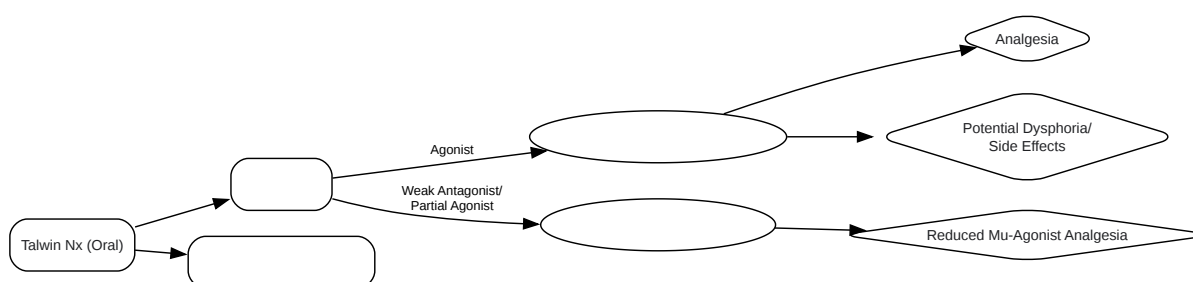 Analgesia
Agonist
Potential Dysphoria/
Side Effects
Weak Antagonist/
Partial Agonist
Talwin Nx (Oral)
Reduced Mu-Agonist Analgesia